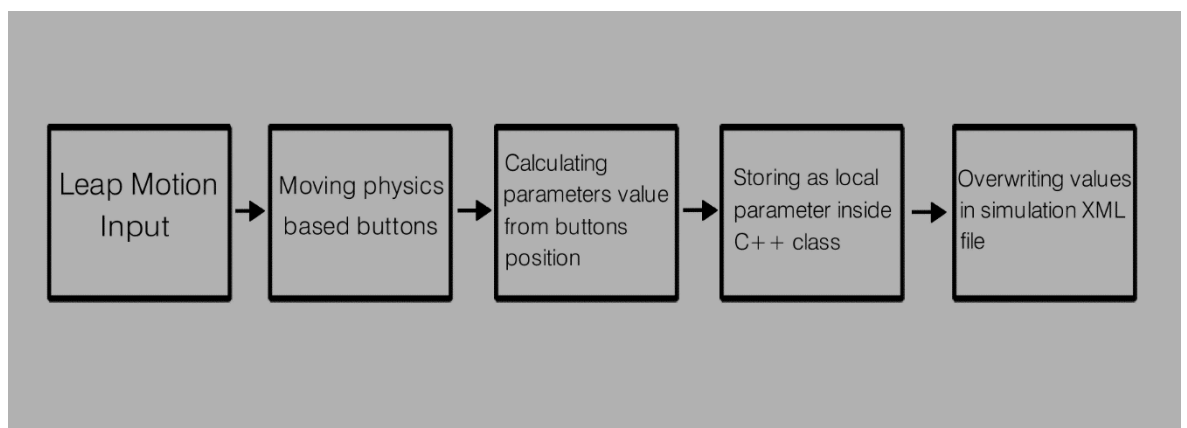 Leap Motion
Input
Moving physics
based buttons
Calculating
parameters value
from buttons
position
Storing as local
parameter inside
C++ class
Overwriting values
in simulation XML
file